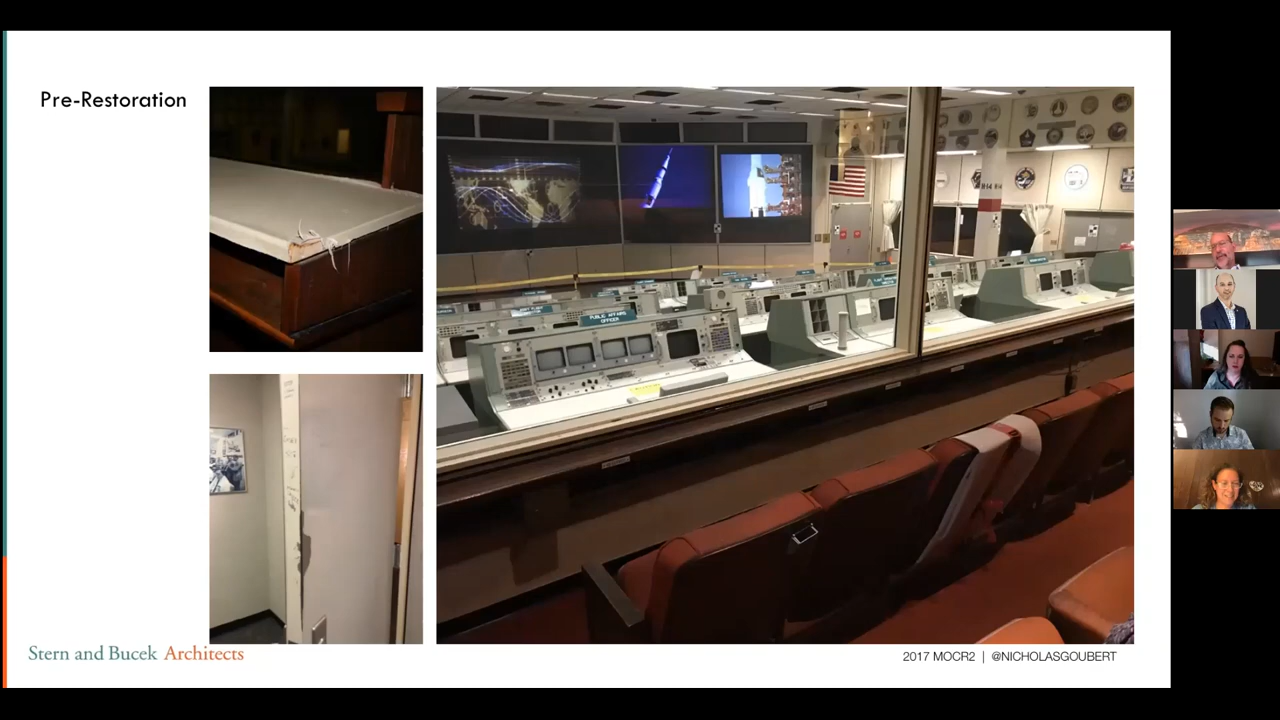 Pre-Restoration
PUBLIC AFFAIRS
OFFICER
Stern and Bucek Architects
2017 MOCR2 | @NICHOLASGOUBERT